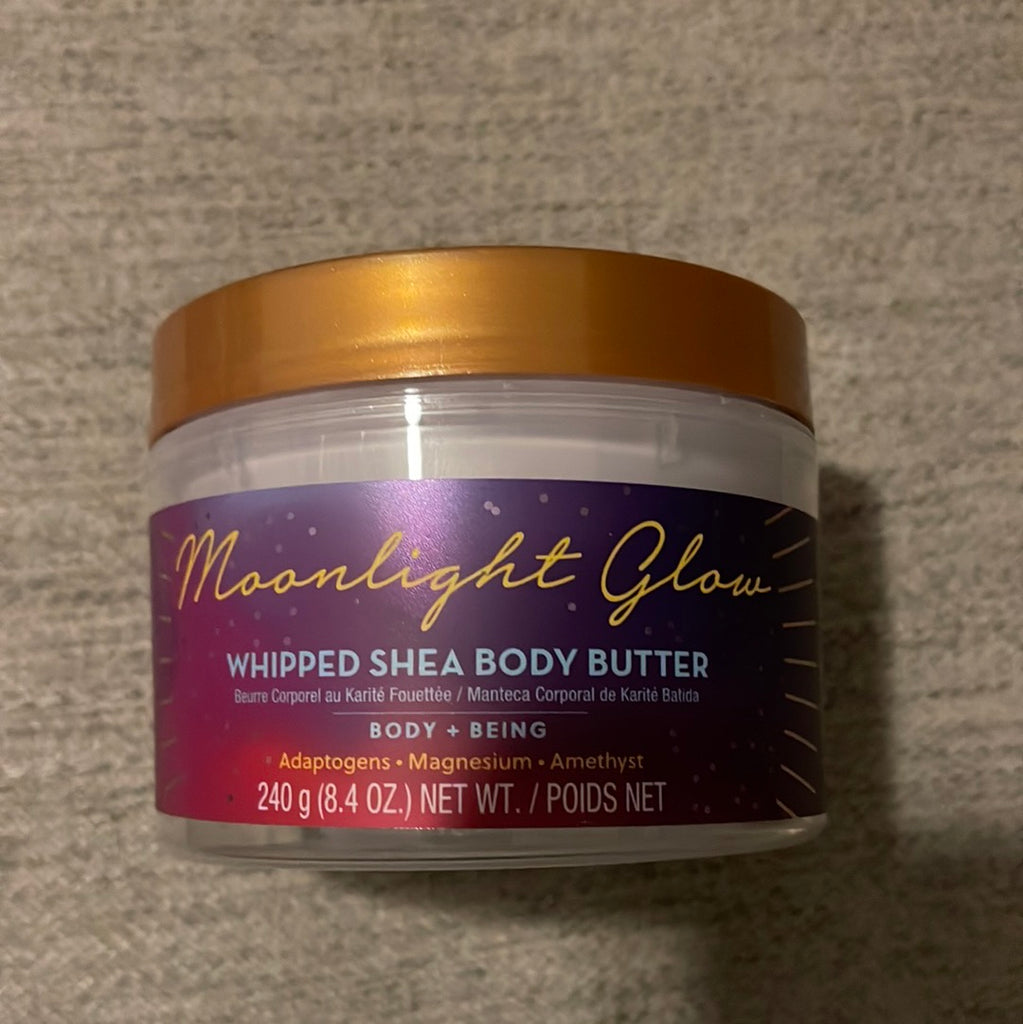 Moonlight Glow
WHIPPED SHEA BODY BUTTER
Beurre Corporel au Karité Fouettée / Manteca Corporal de Karité Batida
BODY + BEING
Adaptogens • Magnesium • Amethyst
240 g (8.4 OZ.) NET WT. / POIDS NET